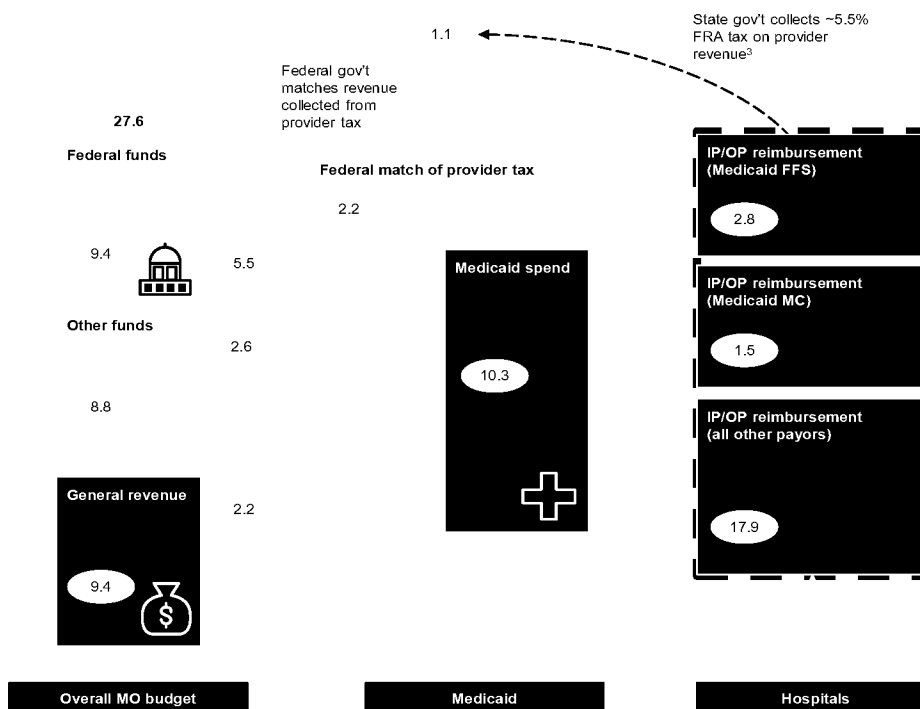 1.1
State gov't collects ~5.5%
FRA tax on provider
revenue³
Federal gov't
matches revenue
collected from
provider tax
27.6
Federal funds
9.4
5.5
Other funds
2.6
8.8
General revenue
2.2
9.4
$
Overall MO budget
Federal match of provider tax
2.2
Medicaid spend
10.3
Medicaid
IP/OP reimbursement
(Medicaid FFS)
2.8
IP/OP reimbursement
(Medicaid MC)
1.5
IP/OP reimbursement
(all other payors)
17.9
Hospitals